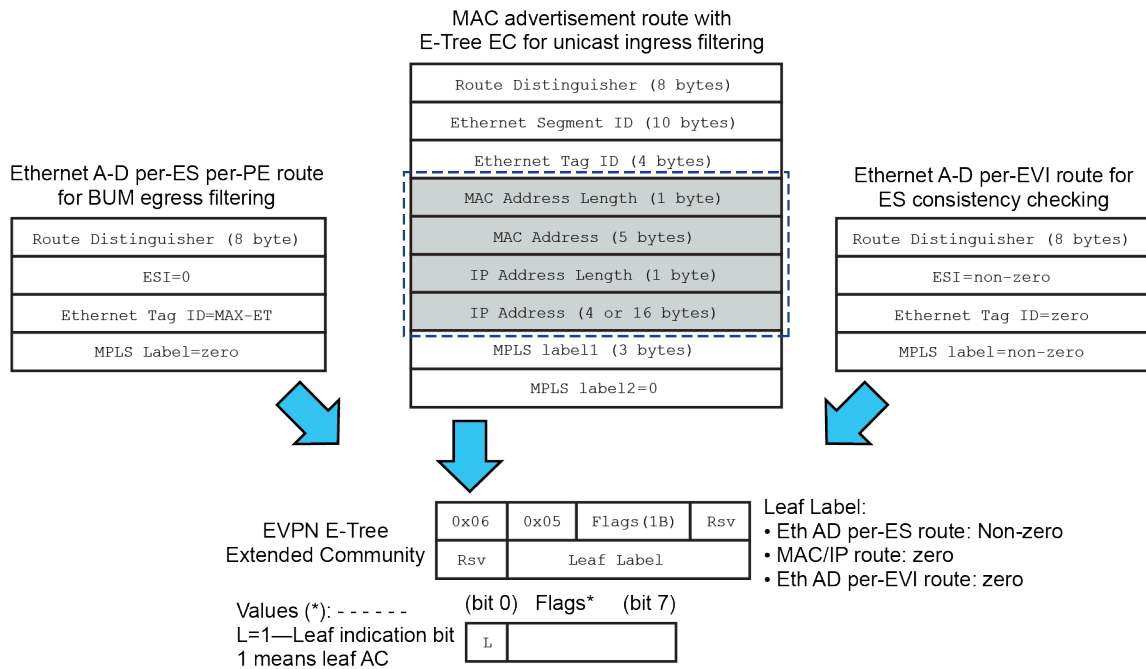 MAC advertisement route with
E-Tree EC for unicast ingress filtering
Route Distinguisher (8 bytes)
Ethernet Segment ID (10 bytes)
Ethernet Tag ID (4 bytes)
MAC Address Length (1 byte)
MAC Address (5 bytes)
IP Address Length (1 byte)
IP Address (4 or 16 bytes)
MPLS label1 (3 bytes)
MPLS label2=0
Ethernet A-D per-ES per-PE route
for BUM egress filtering
Route Distinguisher (8 byte)
ESI=0
Ethernet Tag ID=MAX-ET
MPLS Label=zero
Ethernet A-D per-EVI route for
ES consistency checking
Route Distinguisher (8 bytes)
ESI=non-zero
Ethernet Tag ID=zero
MPLS label=non-zero
EVPN E-Tree
Extended Community
0x06 0x05 Flags(1B) Rsv
Rsv Leaf Label
Leaf Label:
• Eth AD per-ES route: Non-zero
• MAC/IP route: zero
• Eth AD per-EVI route: zero
(bit 0) Flags* (bit 7)
L
Values (*): - - - - - -
L=1—Leaf indication bit
1 means leaf AC